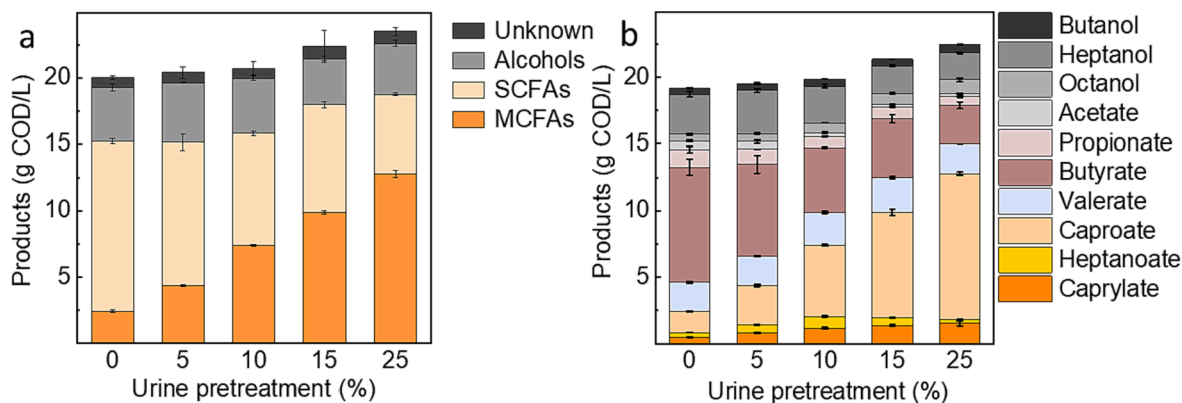 a
Products (g COD/L)
20
15
10
5
0 5 10 15 25
Urine pretreatment (%)
Unknown
Alcohols
SCFAs
MCFAs
b
Products (g COD/L)
20
15
10
5
0 5 10 15 25
Urine pretreatment (%)
Butanol
Heptanol
Octanol
Acetate
Propionate
Butyrate
Valerate
Caproate
Heptanoate
Caprylate